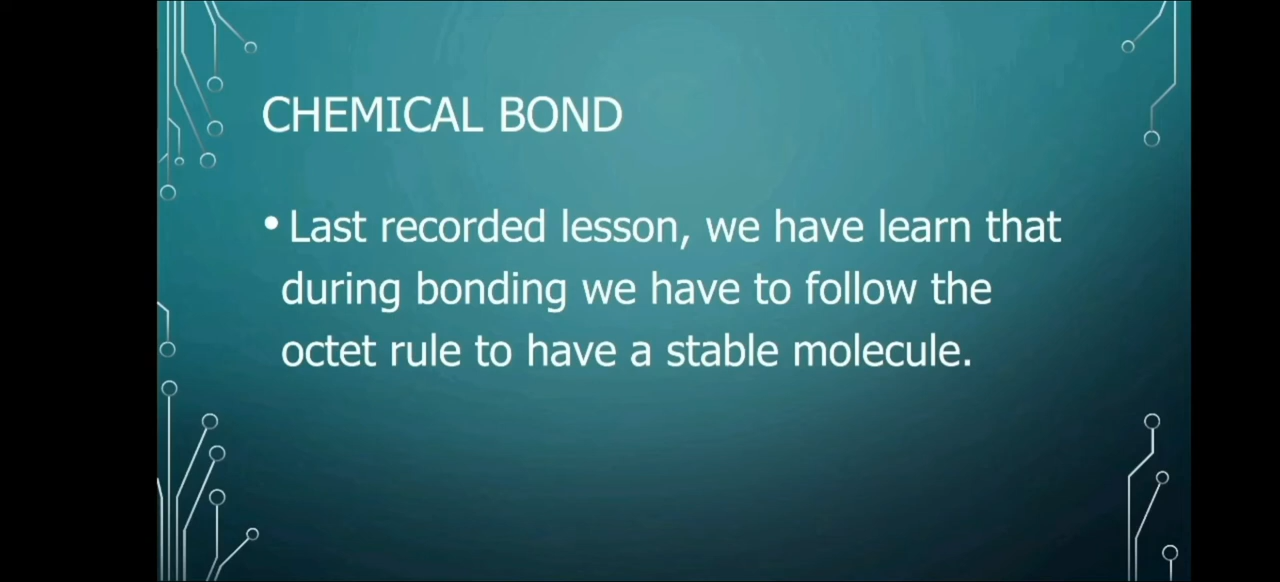 CHEMICAL BOND
• Last recorded lesson, we have learn that
during bonding we have to follow the
octet rule to have a stable molecule.